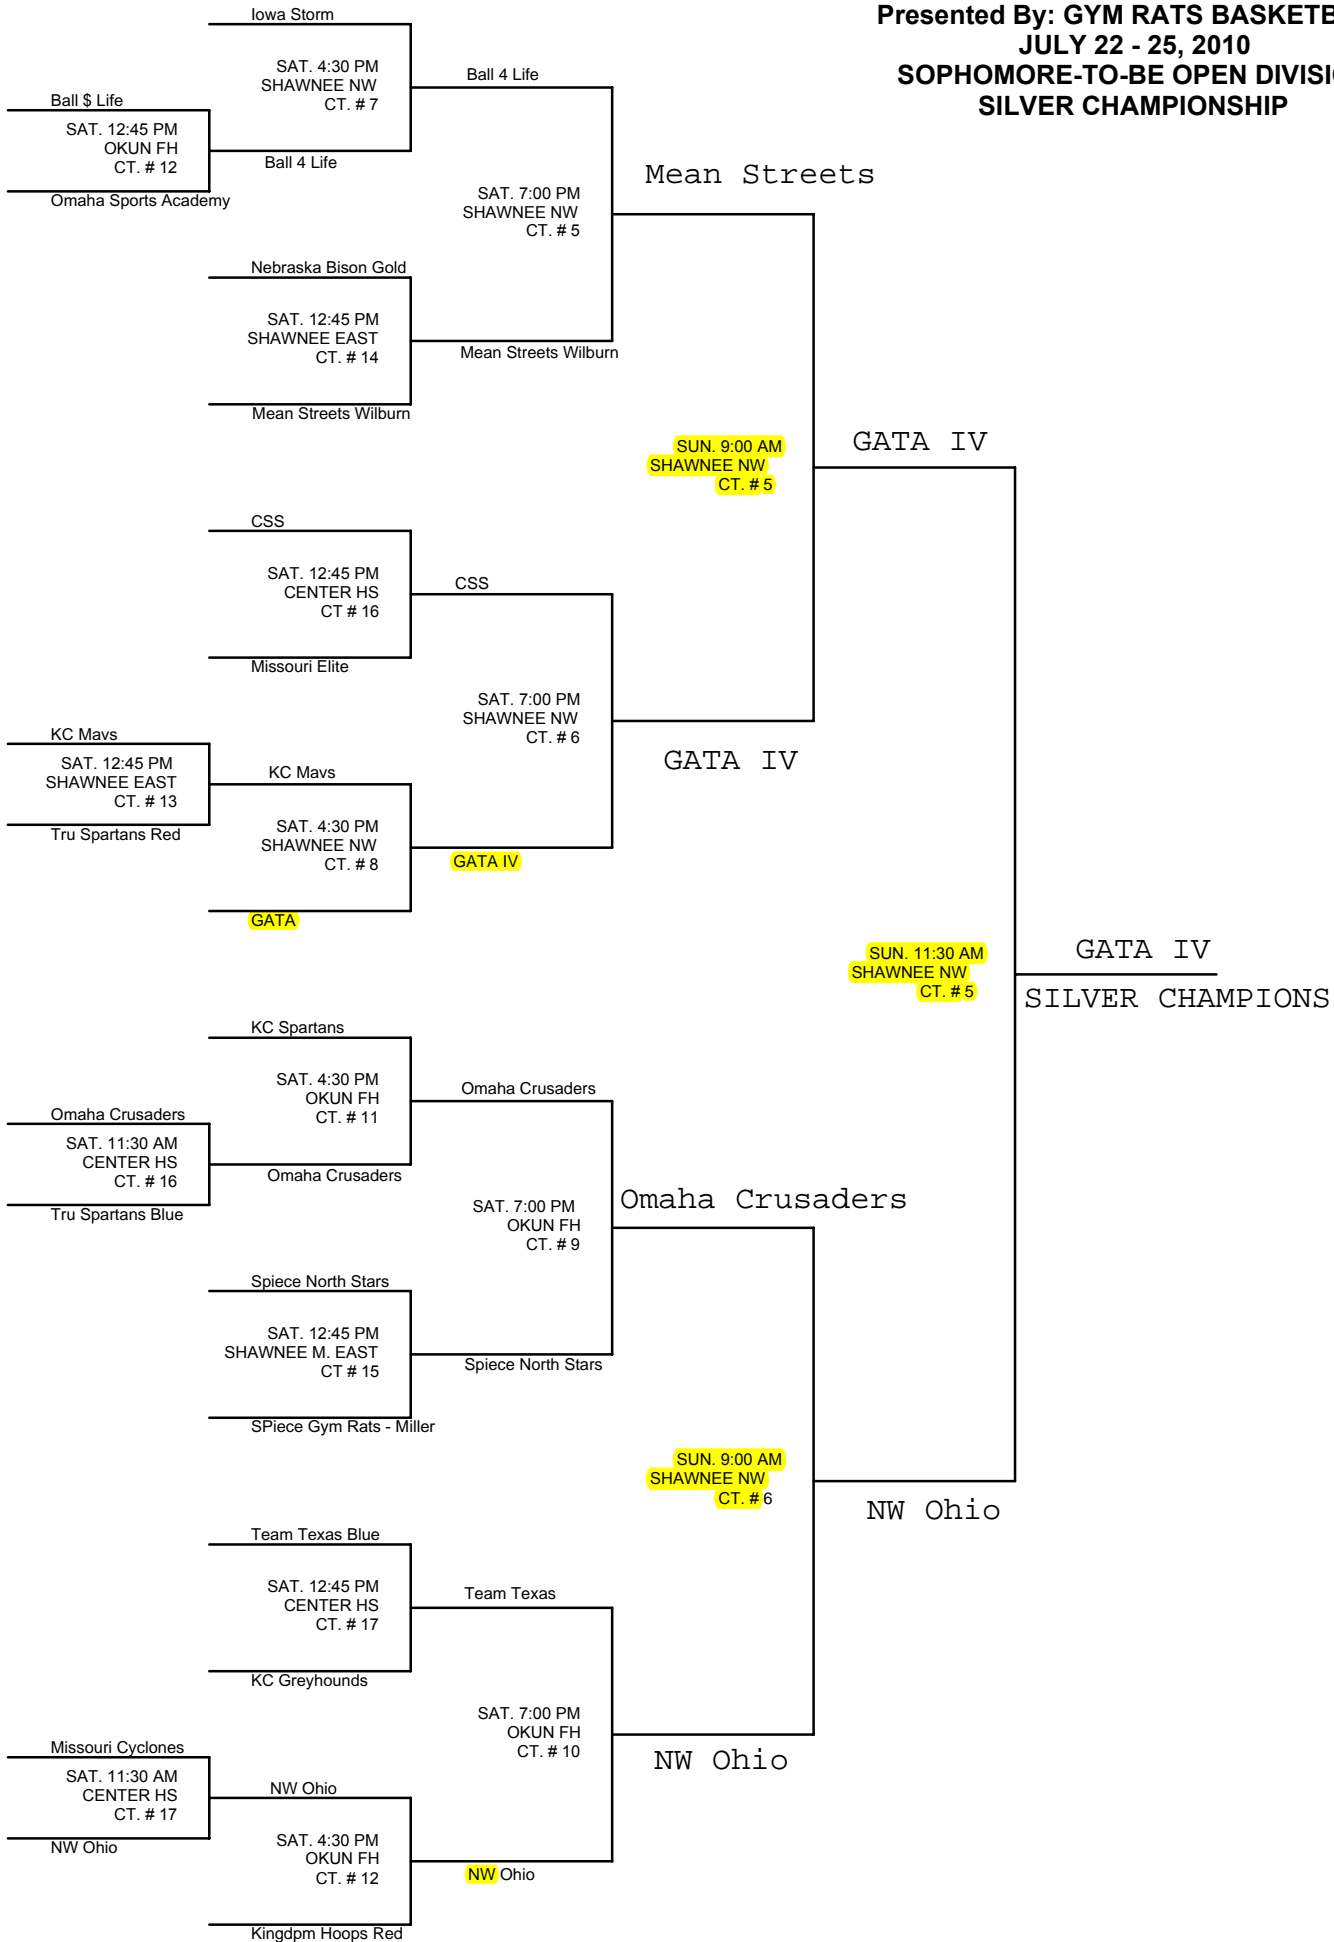 Presented By: GYM RATS BASKETB
JULY 22 - 25, 2010
SOPHOMORE-TO-BE OPEN DIVISI
SILVER CHAMPIONSHIP
Iowa Storm
SAT. 4:30 PM
SHAWNEE NW
CT. # 7
Ball 4 Life
Ball $ Life
SAT. 12:45 PM
OKUN FH
CT. # 12
Ball 4 Life
Omaha Sports Academy
Mean Streets
SAT. 7:00 PM
SHAWNEE NW
CT. # 5
Nebraska Bison Gold
SAT. 12:45 PM
SHAWNEE EAST
CT. # 14
Mean Streets Wilburn
Mean Streets Wilburn
SUN. 9:00 AM
SHAWNEE NW
CT. # 5
GATA IV
CSS
SAT. 12:45 PM
CENTER HS
CT # 16
CSS
Missouri Elite
SAT. 7:00 PM
SHAWNEE NW
CT. # 6
GATA IV
KC Mavs
SAT. 12:45 PM
SHAWNEE EAST
CT. # 13
KC Mavs
Tru Spartans Red
SAT. 4:30 PM
SHAWNEE NW
CT. # 8
GATA IV
GATA
SUN. 11:30 AM
SHAWNEE NW
CT. # 5
GATA IV
SILVER CHAMPIONS
KC Spartans
SAT. 4:30 PM
OKUN FH
CT. # 11
Omaha Crusaders
Omaha Crusaders
SAT. 11:30 AM
CENTER HS
CT. # 16
Omaha Crusaders
Tru Spartans Blue
Omaha Crusaders
SAT. 7:00 PM
OKUN FH
CT. # 9
Spiece North Stars
SAT. 12:45 PM
SHAWNEE M. EAST
CT # 15
Spiece North Stars
SPiece Gym Rats - Miller
SUN. 9:00 AM
SHAWNEE NW
CT. # 6
NW Ohio
Team Texas Blue
SAT. 12:45 PM
CENTER HS
CT. # 17
Team Texas
KC Greyhounds
SAT. 7:00 PM
OKUN FH
CT. # 10
NW Ohio
Missouri Cyclones
SAT. 11:30 AM
CENTER HS
CT. # 17
NW Ohio
NW Ohio
SAT. 4:30 PM
OKUN FH
CT. # 12
NW Ohio
Kingdpm Hoops Red